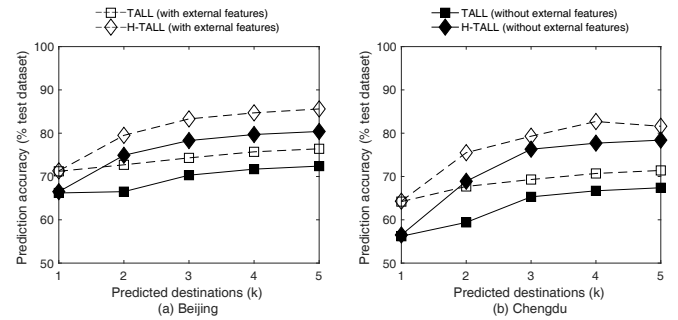 TALL (with external features)
H-TALL (with external features)
TALL (without external features)
H-TALL (without external features)
Prediction accuracy (% test dataset)
100
90
80
70
60
50
1 2 3 4 5
Predicted destinations (k)
(a) Beijing
Prediction accuracy (% test dataset)
100
90
80
70
60
50
1 2 3 4 5
Predicted destinations (k)
(b) Chengdu